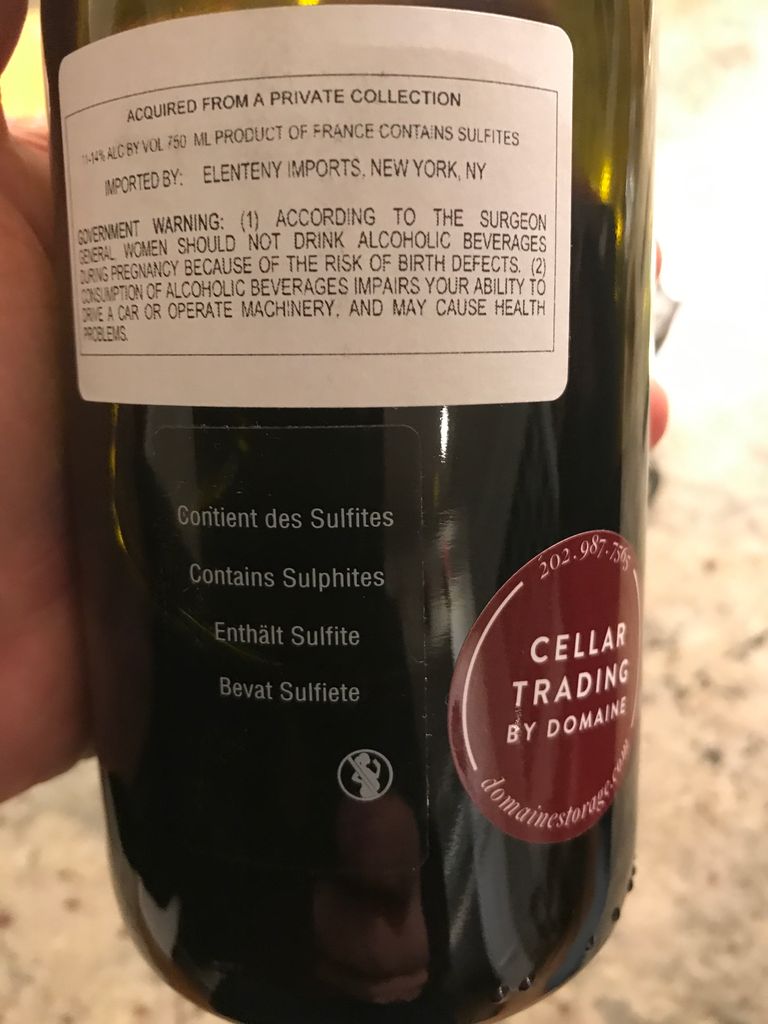 ACQUIRED FROM A PRIVATE COLLECTION
11-14% ALC BY VOL 750 ML PRODUCT OF FRANCE CONTAINS SULFITES
IMPORTED BY: ELENTENY IMPORTS, NEW YORK, NY
GOVERNMENT WARNING: (1) ACCORDING TO THE SURGEON
GENERAL WOMEN SHOULD NOT DRINK ALCOHOLIC BEVERAGES
DURING PREGNANCY BECAUSE OF THE RISK OF BIRTH DEFECTS. (2)
CONSUMPTION OF ALCOHOLIC BEVERAGES IMPAIRS YOUR ABILITY TO
DRIVE A CAR OR OPERATE MACHINERY, AND MAY CAUSE HEALTH
PROBLEMS.
Contient des Sulfites
Contains Sulphites
Enthält Sulfite
Bevat Sulfiete
202.987.7565
CELLAR
TRADING
BY DOMAINE
domainestorage.com